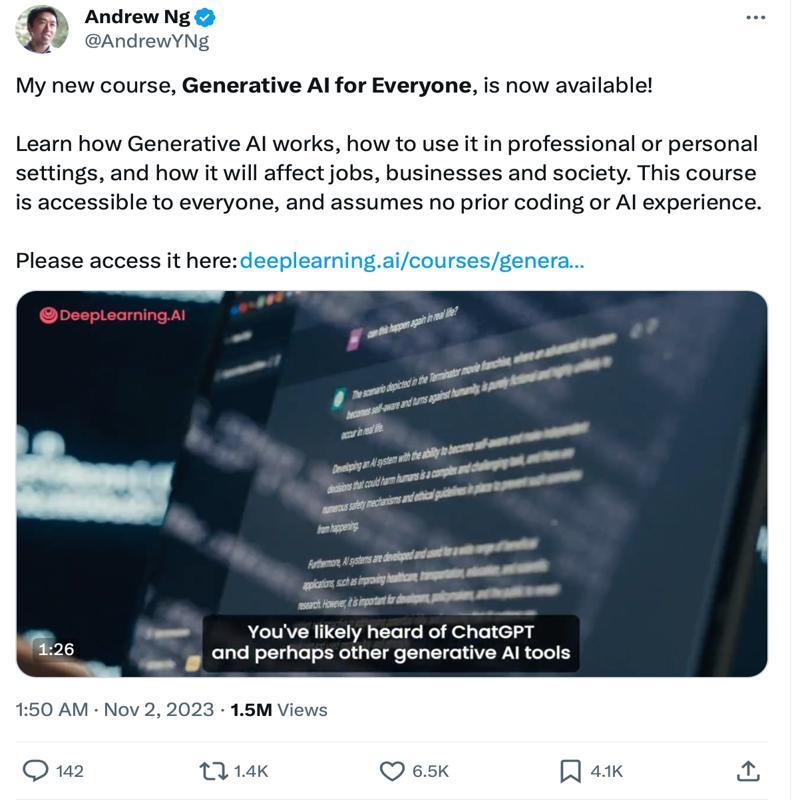 Andrew Ng
@AndrewYNg
My new course, Generative AI for Everyone, is now available!
Learn how Generative AI works, how to use it in professional or personal
settings, and how it will affect jobs, businesses and society. This course
is accessible to everyone, and assumes no prior coding or AI experience.
Please access it here: deeplearning.ai/courses/genera...
DeepLearning.AI
can this happen again in real life?
The scenario depicted in the Terminator movie franchise, where an advanced AI system
becomes self-aware and turns against humanity, is purely fictional and highly unlikely to
occur in real life.
Developing an AI system with the ability to become self-aware and make independent
decisions that could harm humans is a complex and challenging task, and there are
numerous safety mechanisms and ethical guidelines in place to prevent such scenarios
from happening.
Furthermore, AI systems are developed and used for a wide range of beneficial
applications, such as improving healthcare, transportation, education, and scientific
research. However, it is important for developers, policymakers, and the public to
You've likely heard of ChatGPT
and perhaps other generative AI tools
1:26
1:50 AM · Nov 2, 2023 · 1.5M Views
142 1.4K 6.5K 4.1K